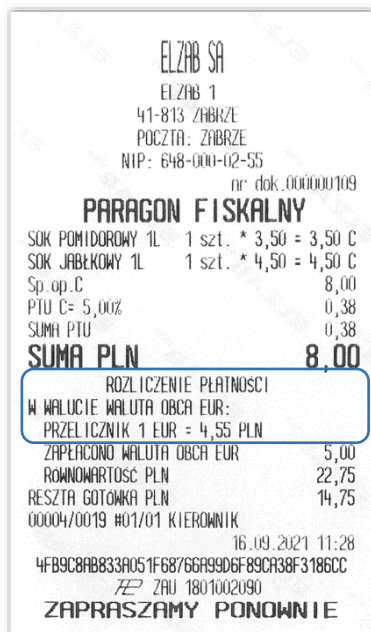 ELZAB SA
ELZAB 1
41-813 ZABRZE
POCZTA: ZABRZE
NIP: 648-000-02-55
nr dok.000000109
PARAGON FISKALNY
SOK POMIDOROWY 1L 1 szt. * 3,50 = 3,50 C
SOK JABŁKOWY 1L 1 szt. * 4,50 = 4,50 C
Sp.op.C 8,00
PTU C= 5,00% 0,38
SUMA PTU 0,38
SUMA PLN 8,00
ROZLICZENIE PŁATNOŚCI
W WALUCIE WALUTA OBCA EUR:
PRZELICZNIK 1 EUR = 4,55 PLN
ZAPŁACONO WALUTA OBCA EUR 5,00
RÓWNOWARTOŚĆ PLN 22,75
RESZTA GOTÓWKA PLN 14,75
00004/0019 #01/01 KIEROWNIK
16.09.2021 11:28
4FB9C8AB833A051F68766A99D6F89CA38F3186CC
ZAU 1801002090
ZAPRASZAMY PONOWNIE